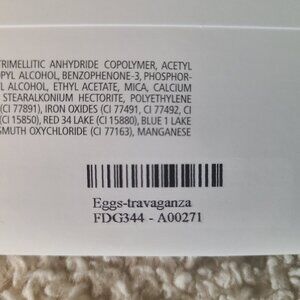 TRIMELLITIC ANHYDRIDE COPOLYMER, ACETYL
OPYL ALCOHOL, BENZOPHENONE-3, PHOSPHOR-
YL ALCOHOL, ETHYL ACETATE, MICA, CALCIUM
STEARALKONIUM HECTORITE, POLYETHYLENE
(CI 77891), IRON OXIDES (CI 77491, CI 77492, CI
(CI 15850), RED 34 LAKE (CI 15880), BLUE 1 LAKE
SMUTH OXYCHLORIDE (CI 77163), MANGANESE
Eggs-travaganza
FDG344 - A00271